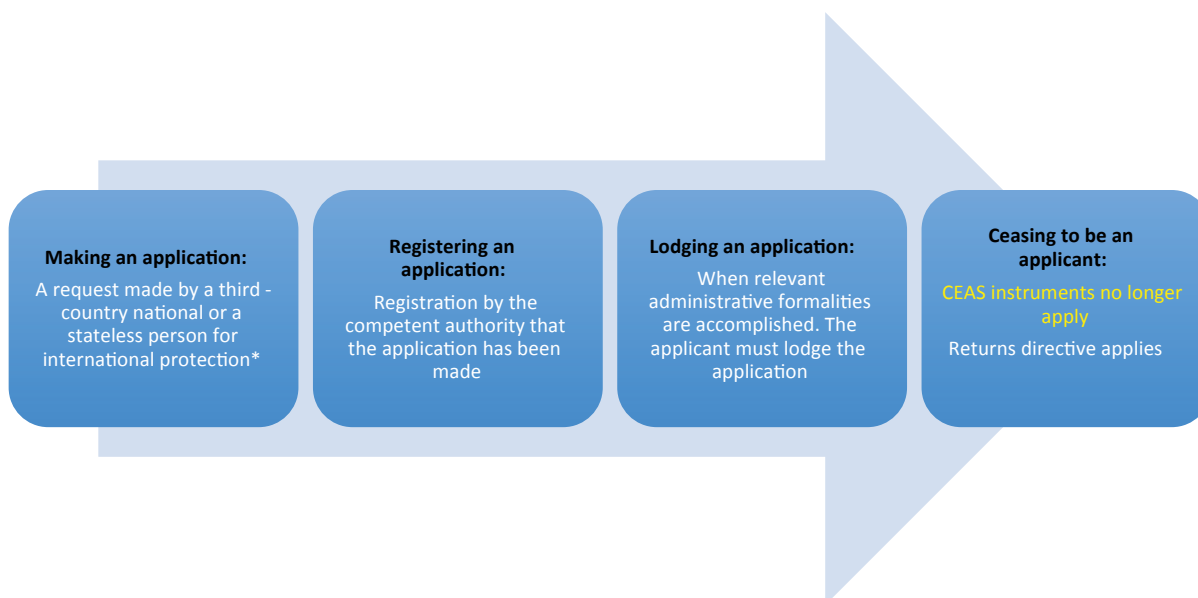 Making an application:
A request made by a third -
country national or a
stateless person for
international protection*
Registering an
application:
Registration by the
competent authority that
the application has been
made
Lodging an application:
When relevant
administrative formalities
are accomplished. The
applicant must lodge the
application
Ceasing to be an
applicant:
CEAS instruments no longer
apply
Returns directive applies